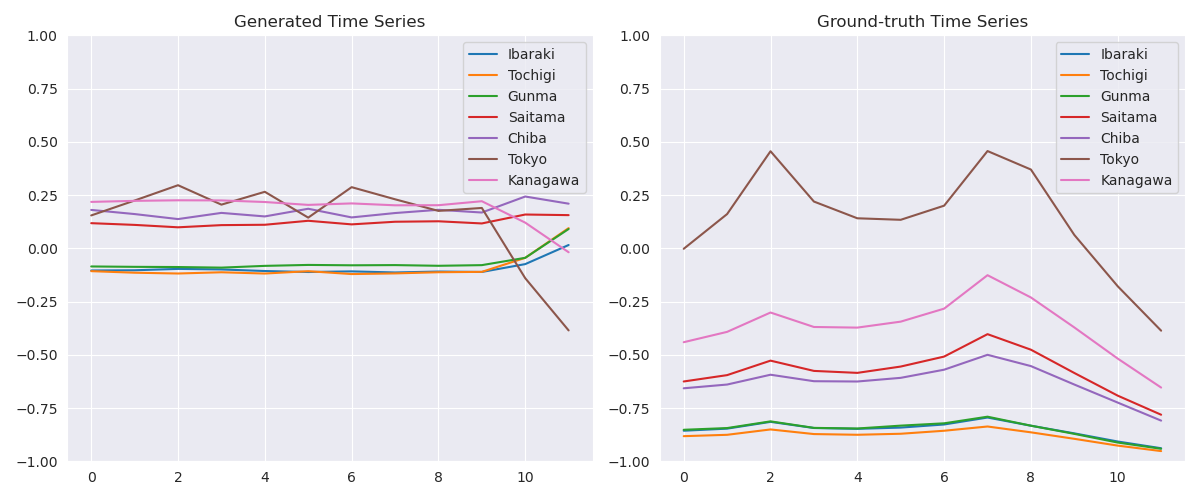 Generated Time Series
1.00
0.75
0.50
0.25
0.00
−0.25
−0.50
−0.75
−1.00
0 2 4 6 8 10
Ibaraki
Tochigi
Gunma
Saitama
Chiba
Tokyo
Kanagawa
Ground-truth Time Series
1.00
0.75
0.50
0.25
0.00
−0.25
−0.50
−0.75
−1.00
0 2 4 6 8 10
Ibaraki
Tochigi
Gunma
Saitama
Chiba
Tokyo
Kanagawa